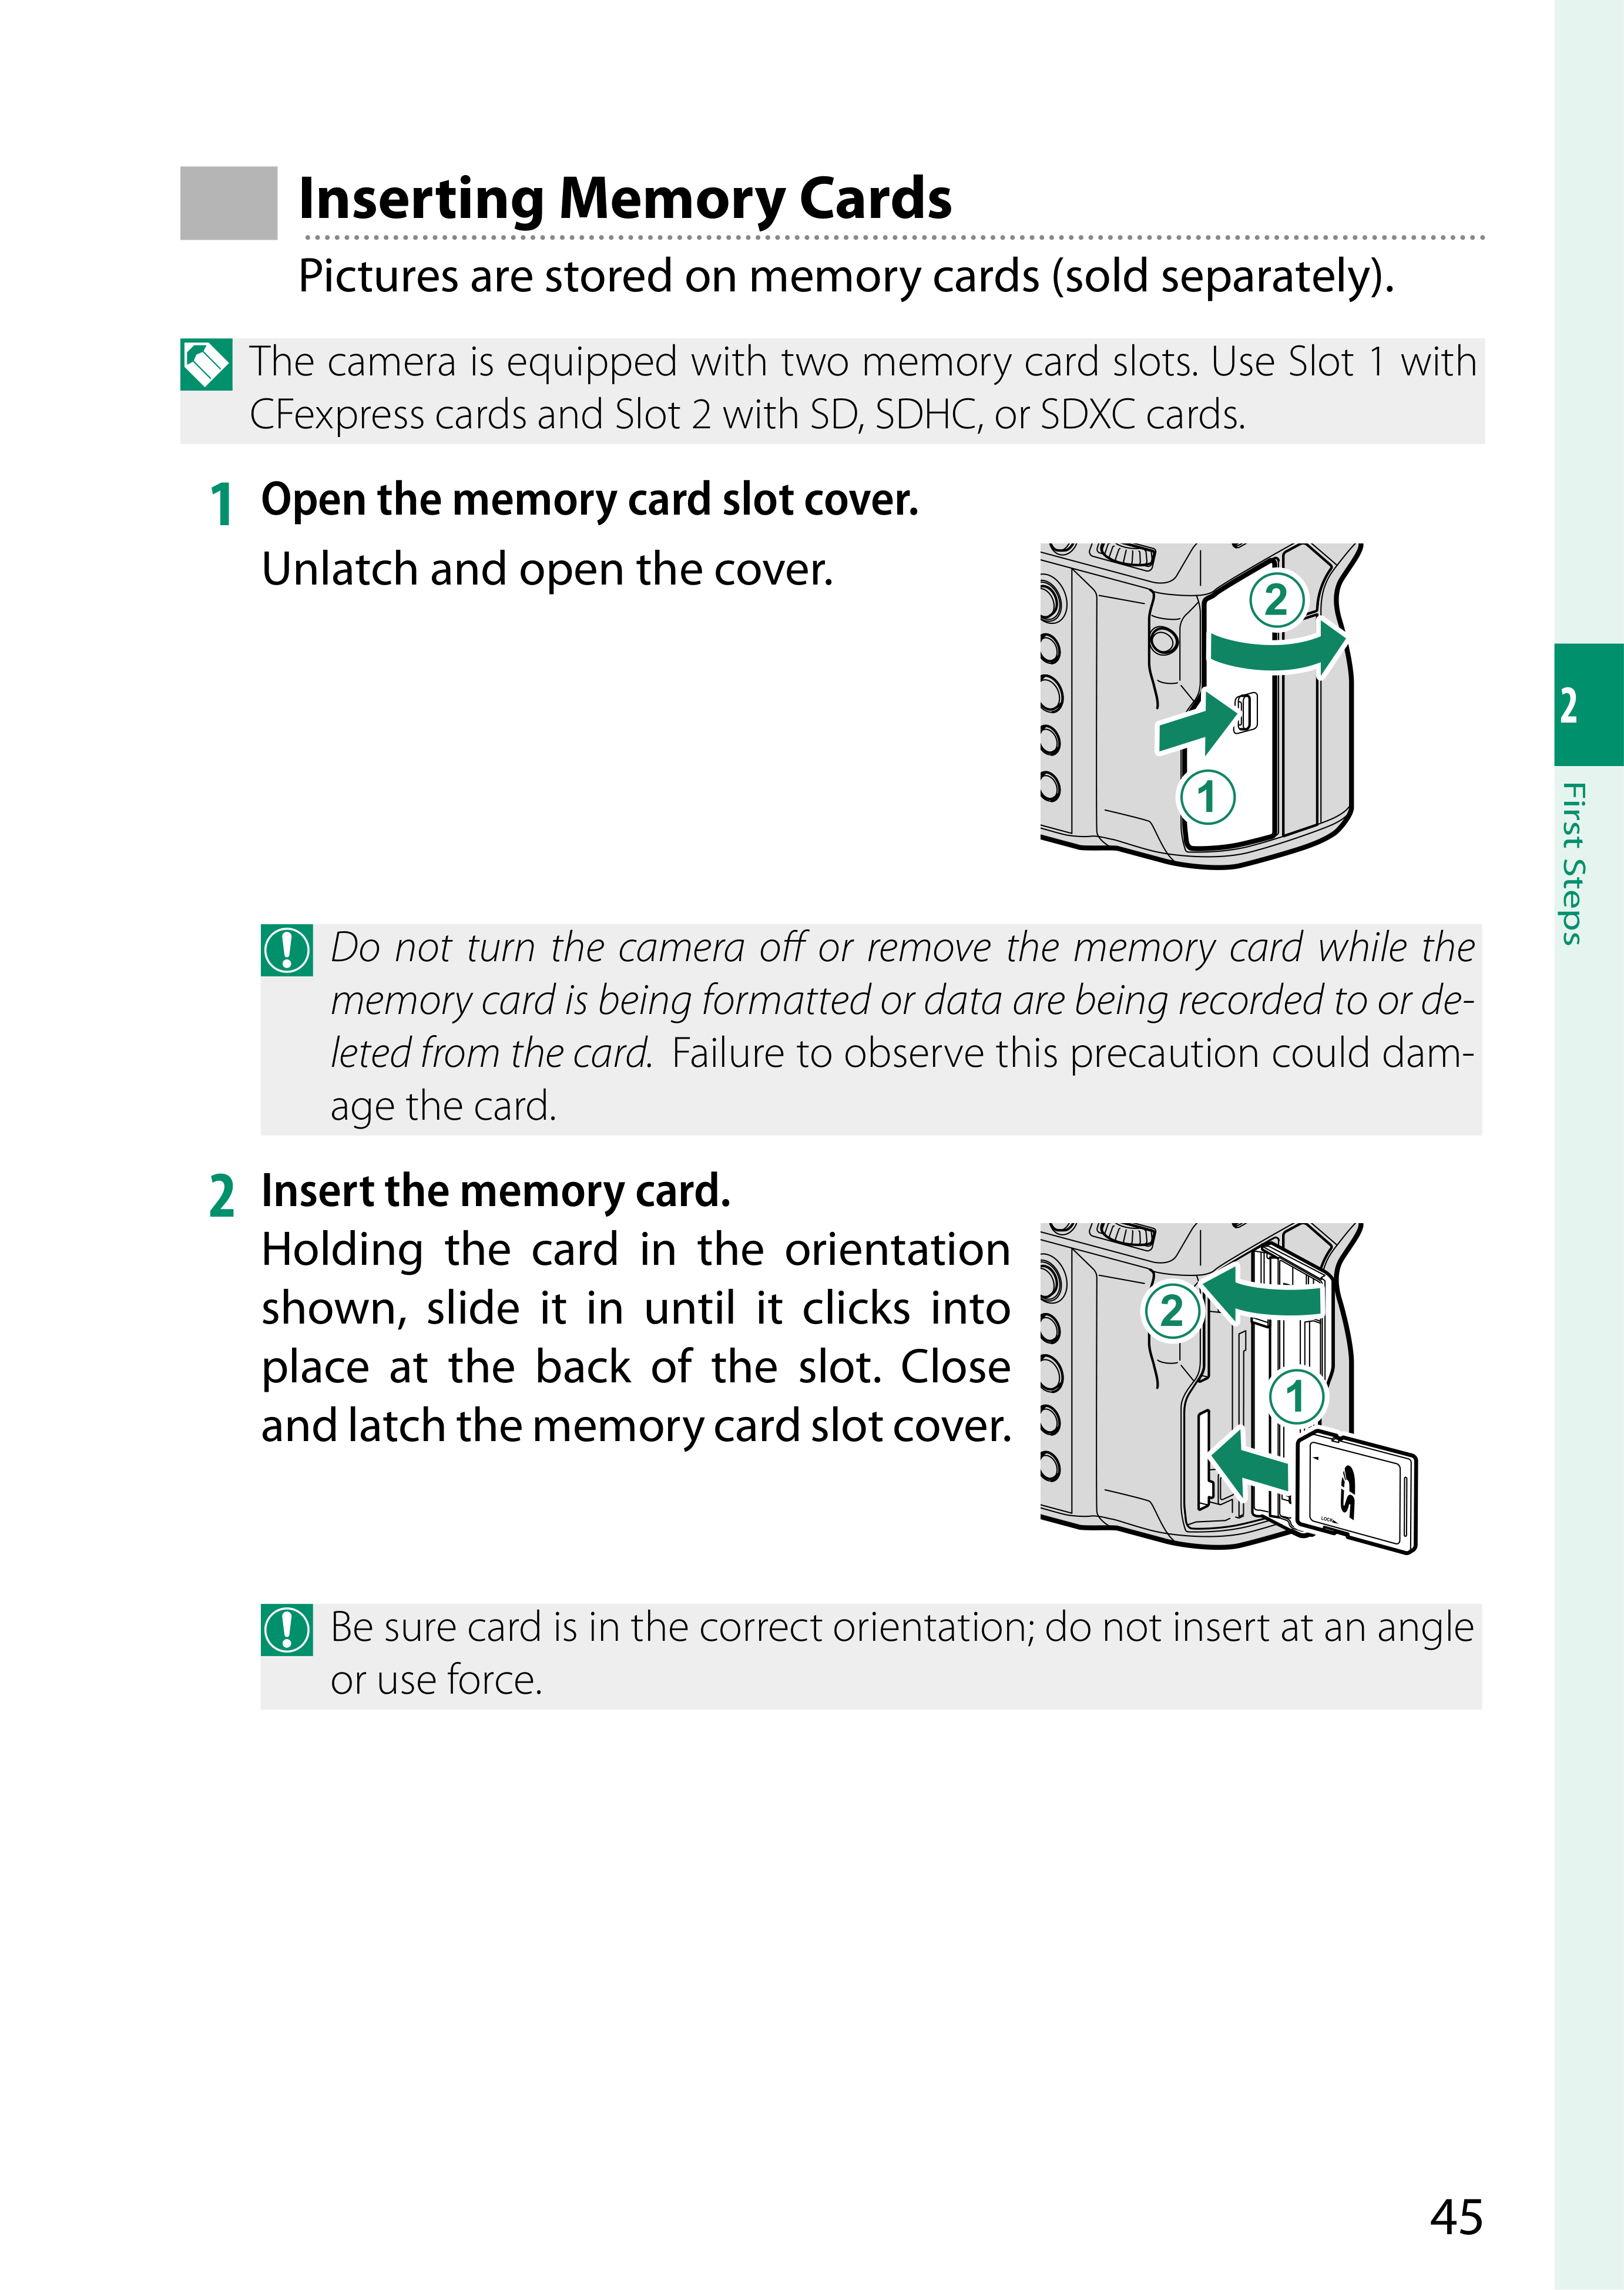 Inserting Memory Cards
Pictures are stored on memory cards (sold separately).
The camera is equipped with two memory card slots. Use Slot 1 with
CFexpress cards and Slot 2 with SD, SDHC, or SDXC cards.
1 Open the memory card slot cover.
Unlatch and open the cover.
2
1
Do not turn the camera off or remove the memory card while the
memory card is being formatted or data are being recorded to or de-
leted from the card. Failure to observe this precaution could dam-
age the card.
2 Insert the memory card.
Holding the card in the orientation
shown, slide it in until it clicks into
place at the back of the slot. Close
and latch the memory card slot cover.
2
1
SD
LOCK
Be sure card is in the correct orientation; do not insert at an angle
or use force.
2
First Steps
45